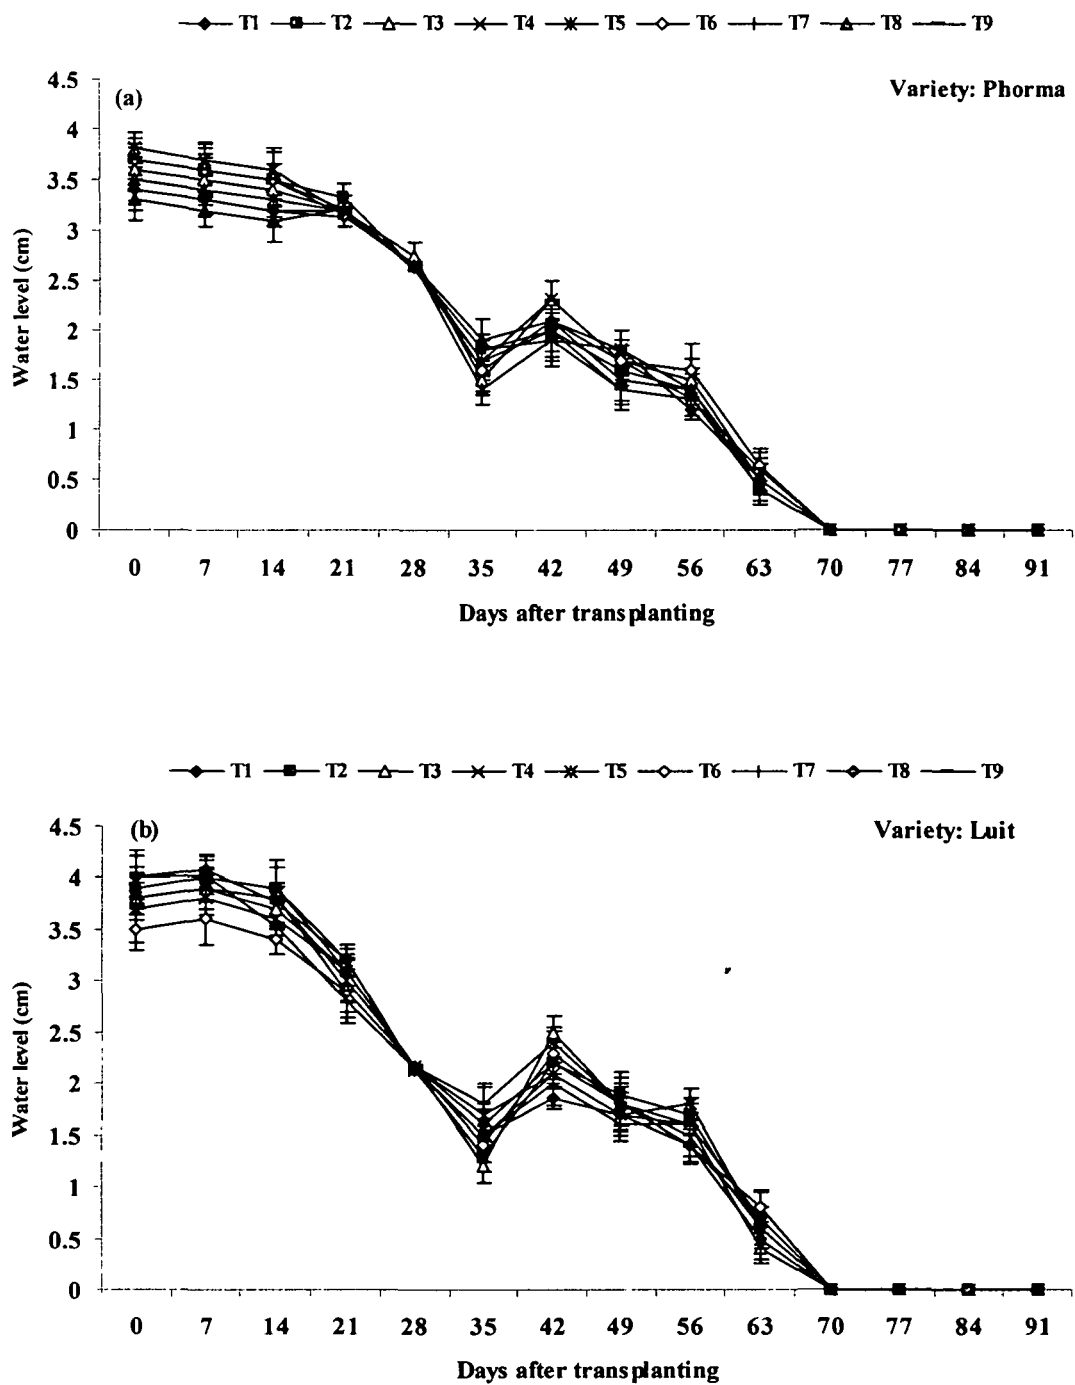 T1 T2 T3 T4 T5 T6 T7 T8 T9
(a) Variety: Phorma
4.5
4
3.5
3
2.5
2
1.5
1
0.5
0
Water level (cm)
0 7 14 21 28 35 42 49 56 63 70 77 84 91
Days after transplanting
T1 T2 T3 T4 T5 T6 T7 T8 T9
(b) Variety: Luit
4.5
4
3.5
3
2.5
2
1.5
1
0.5
0
Water level (cm)
0 7 14 21 28 35 42 49 56 63 70 77 84 91
Days after transplanting